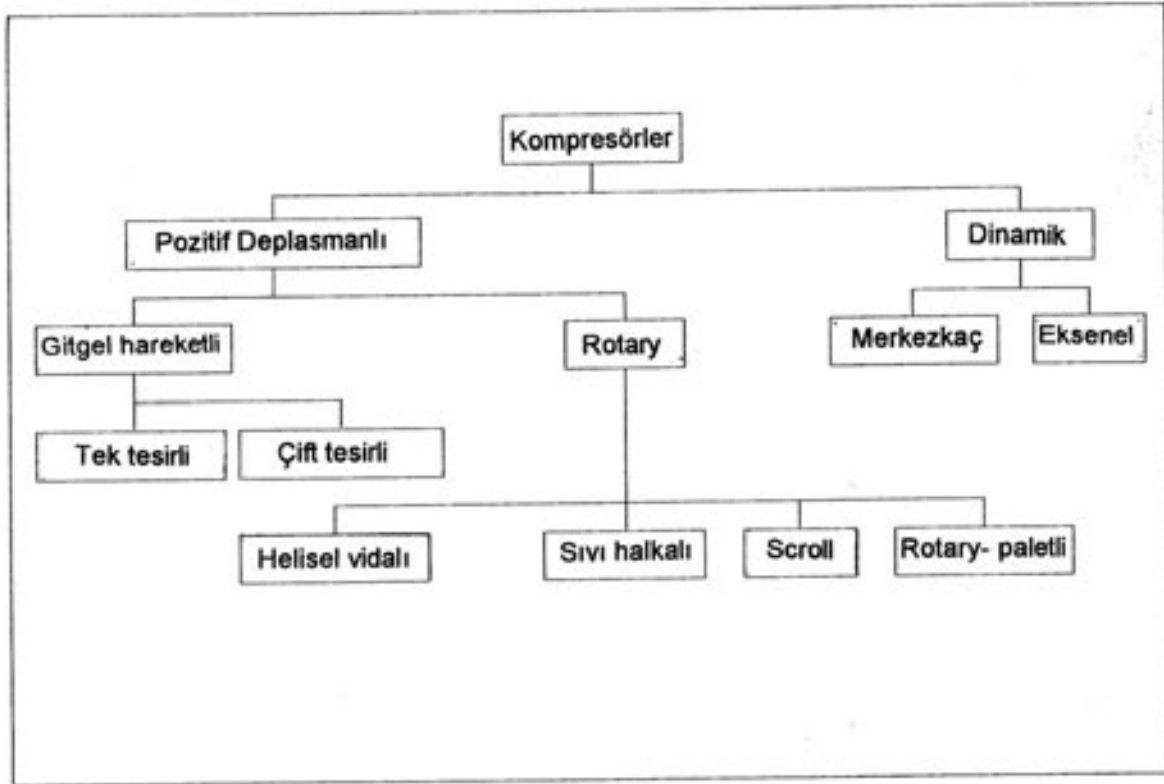 Kompresörler
Pozitif Deplasmanlı
Dinamik
Gitgel hareketli
Rotary
Merkezkaç
Eksenel
Tek tesirli
Çift tesirli
Helisel vidalı
Sıvı halkalı
Scroll
Rotary- paletli